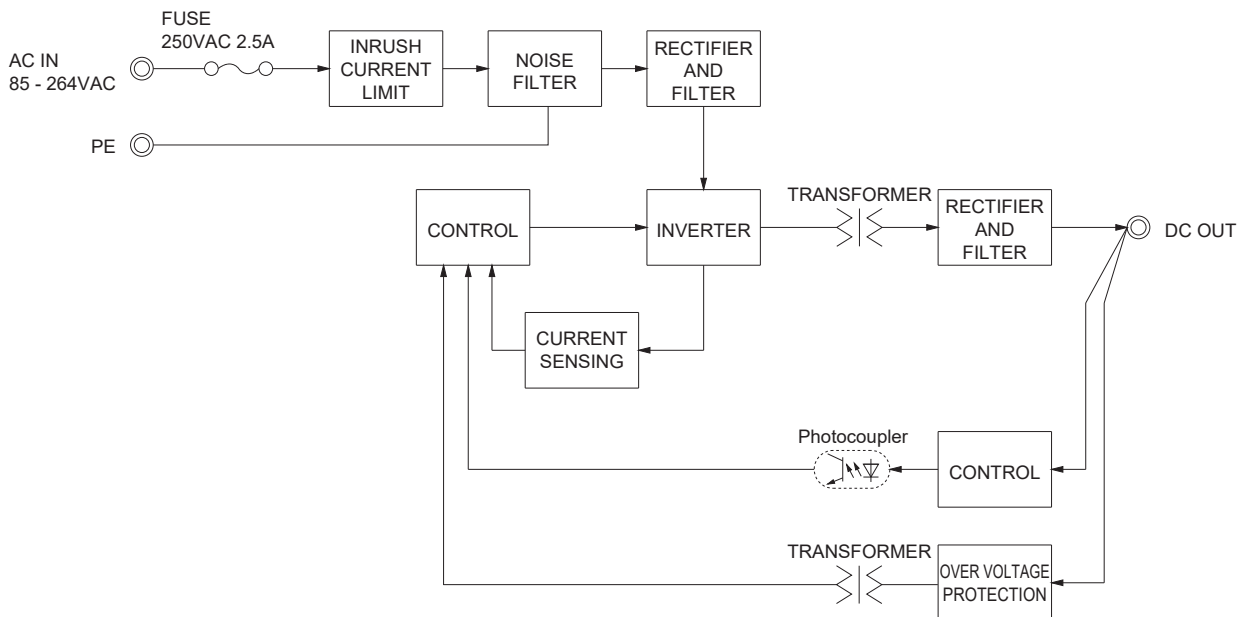 FUSE
250VAC 2.5A
AC IN
85 - 264VAC
INRUSH
CURRENT
LIMIT
NOISE
FILTER
RECTIFIER
AND
FILTER
PE
CONTROL
INVERTER
TRANSFORMER
RECTIFIER
AND
FILTER
DC OUT
CURRENT
SENSING
Photocoupler
CONTROL
TRANSFORMER
OVER VOLTAGE
PROTECTION